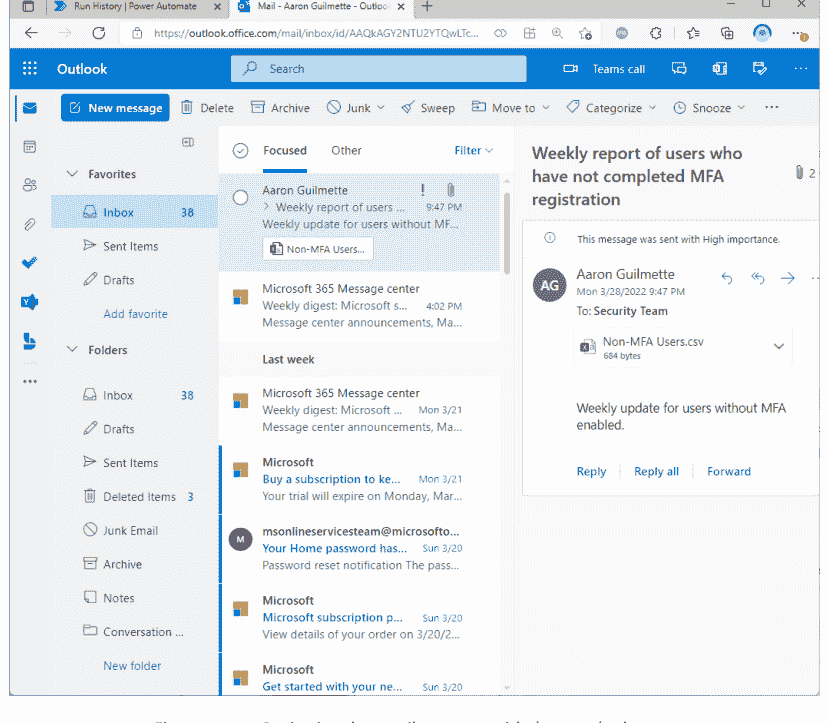 Run History | Power Automate
Mail - Aaron Guilmette - Outlook
https://outlook.office.com/mail/inbox/id/AAQkAGY2NTU2YTQwLTc...
Outlook
Search
Teams call
New message
Delete
Archive
Junk
Sweep
Move to
Categorize
Snooze
Favorites
Inbox 38
Sent Items
Drafts
Add favorite
Folders
Inbox 38
Drafts
Sent Items
Deleted Items 3
Junk Email
Archive
Notes
Conversation ...
New folder
Focused
Other
Filter
Aaron Guilmette
Weekly report of users ... 9:47 PM
Weekly update for users without MF...
Non-MFA Users...
Microsoft 365 Message center
Weekly digest: Microsoft s... 4:02 PM
Message center announcements, Ma...
Last week
Microsoft 365 Message center
Weekly digest: Microsoft ... Mon 3/21
Message center announcements, Ma...
Microsoft
Buy a subscription to ke... Mon 3/21
Your trial will expire on Monday, Mar...
M
msonlineservicesteam@microsofto...
Your Home password has... Sun 3/20
Password reset notification The pass...
Microsoft
Microsoft subscription p... Sun 3/20
View details of your order on 3/20/2...
Microsoft
Get started with your ne... Sun 3/20
Weekly report of users who
have not completed MFA
registration
2
This message was sent with High importance.
AG
Aaron Guilmette
Mon 3/28/2022 9:47 PM
To: Security Team
Non-MFA Users.csv
684 bytes
Weekly update for users without MFA
enabled.
Reply
Reply all
Forward